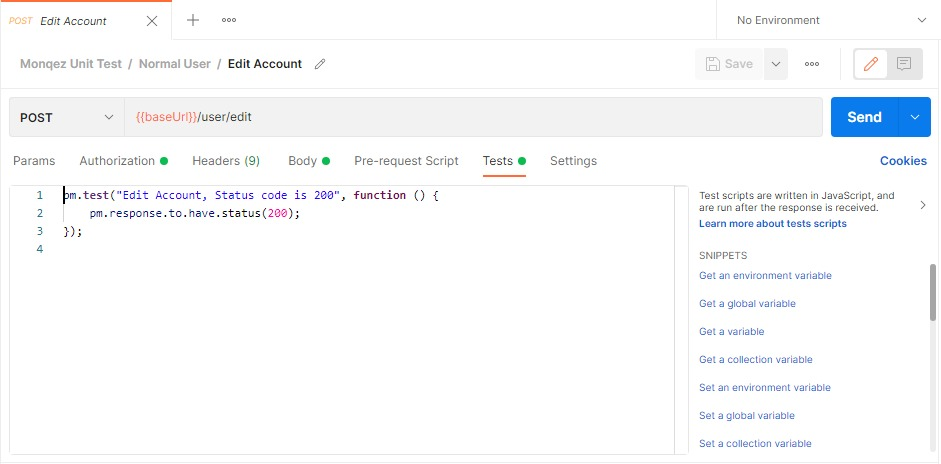 POST Edit Account
No Environment
Monqez Unit Test / Normal User / Edit Account
Save
POST
{{baseUrl}}/user/edit
Send
Params Authorization Headers (9) Body Pre-request Script Tests Settings Cookies
1 pm.test("Edit Account, Status code is 200", function () {
2 pm.response.to.have.status(200);
3 });
4
Test scripts are written in JavaScript, and
are run after the response is received.
Learn more about tests scripts
SNIPPETS
Get an environment variable
Get a global variable
Get a variable
Get a collection variable
Set an environment variable
Set a global variable
Set a collection variable